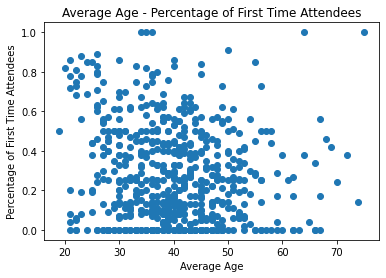 Average Age - Percentage of First Time Attendees
Percentage of First Time Attendees
1.0
0.8
0.6
0.4
0.2
0.0
20 30 40 50 60 70
Average Age